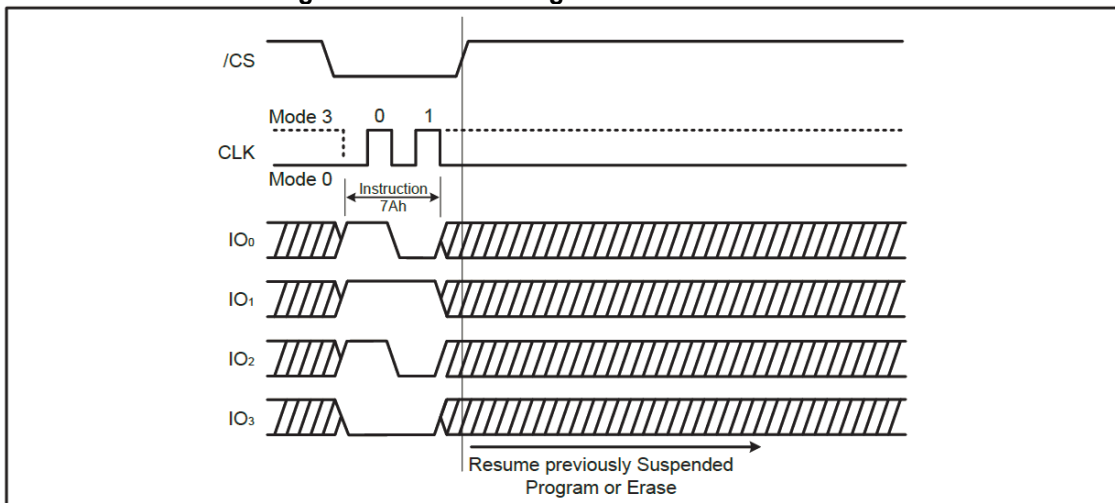 /CS
Mode 3 0 1
CLK
Mode 0
Instruction
7Ah
IO0
IO1
IO2
IO3
Resume previously Suspended
Program or Erase